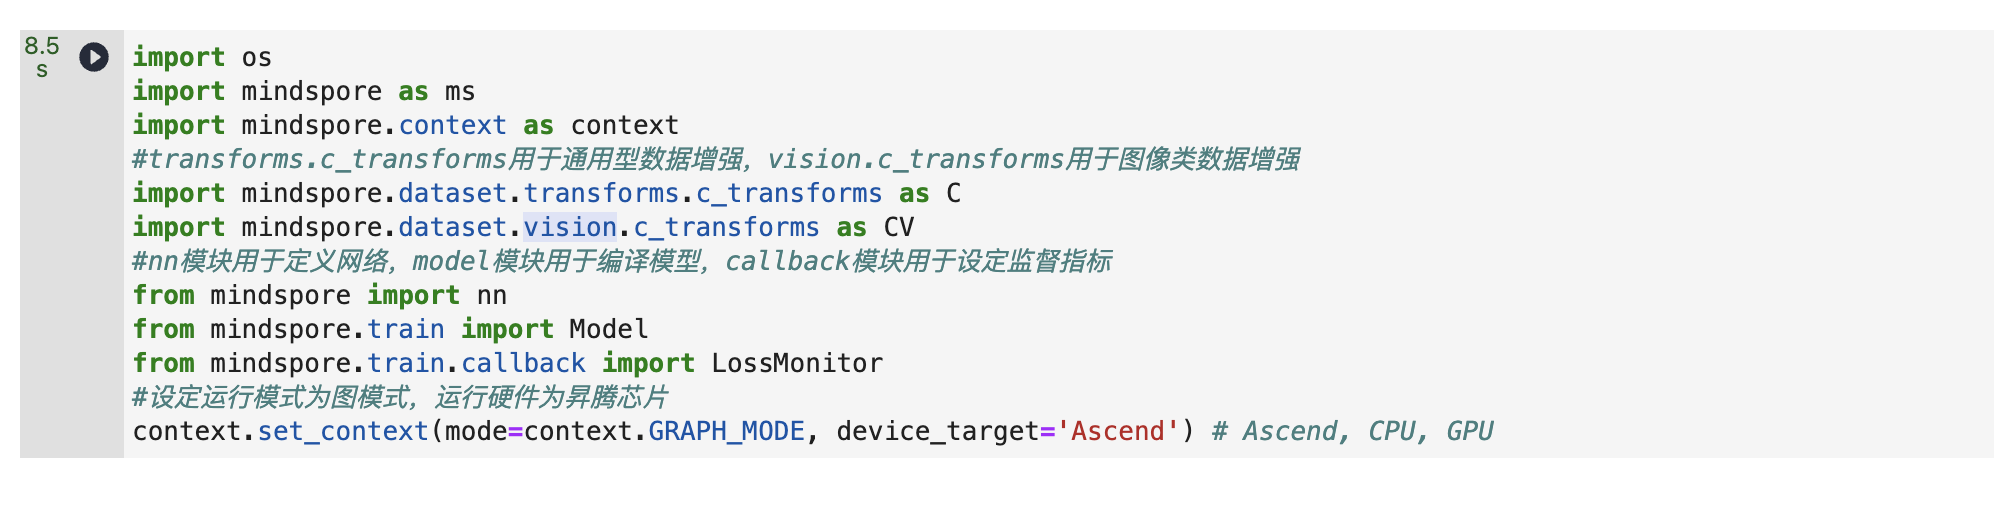 8.5
s
import os
import mindspore as ms
import mindspore.context as context
#transforms.c_transforms用于通用型数据增强，vision.c_transforms用于图像类数据增强
import mindspore.dataset.transforms.c_transforms as C
import mindspore.dataset.vision.c_transforms as CV
#nn模块用于定义网络，model模块用于编译模型，callback模块用于设定监督指标
from mindspore import nn
from mindspore.train import Model
from mindspore.train.callback import LossMonitor
#设定运行模式为图模式，运行硬件为昇腾芯片
context.set_context(mode=context.GRAPH_MODE, device_target='Ascend') # Ascend, CPU, GPU